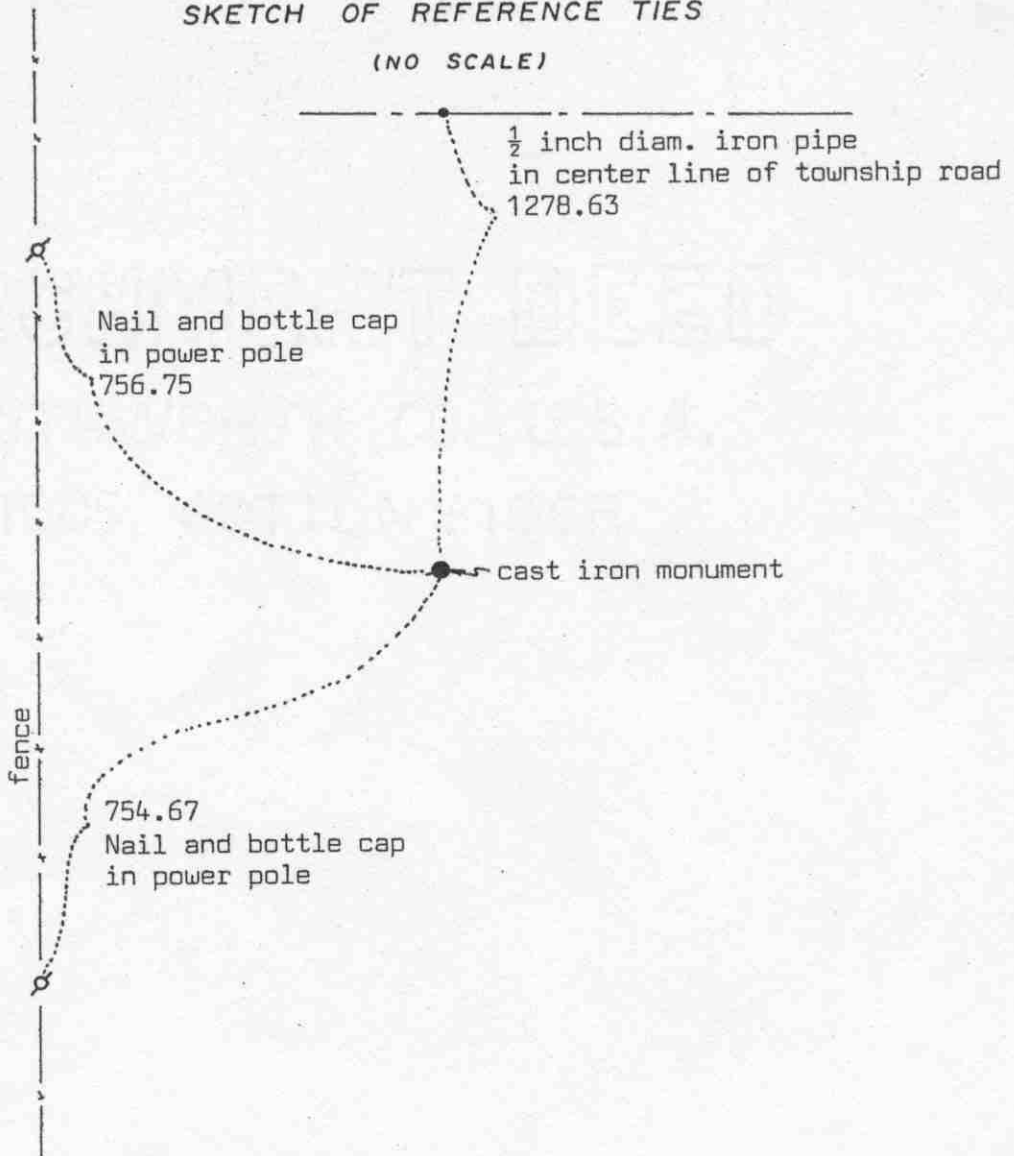 SKETCH OF REFERENCE TIES
(NO SCALE)
½ inch diam. iron pipe
in center line of township road
1278.63
Nail and bottle cap
in power pole
756.75
cast iron monument
fence
754.67
Nail and bottle cap
in power pole